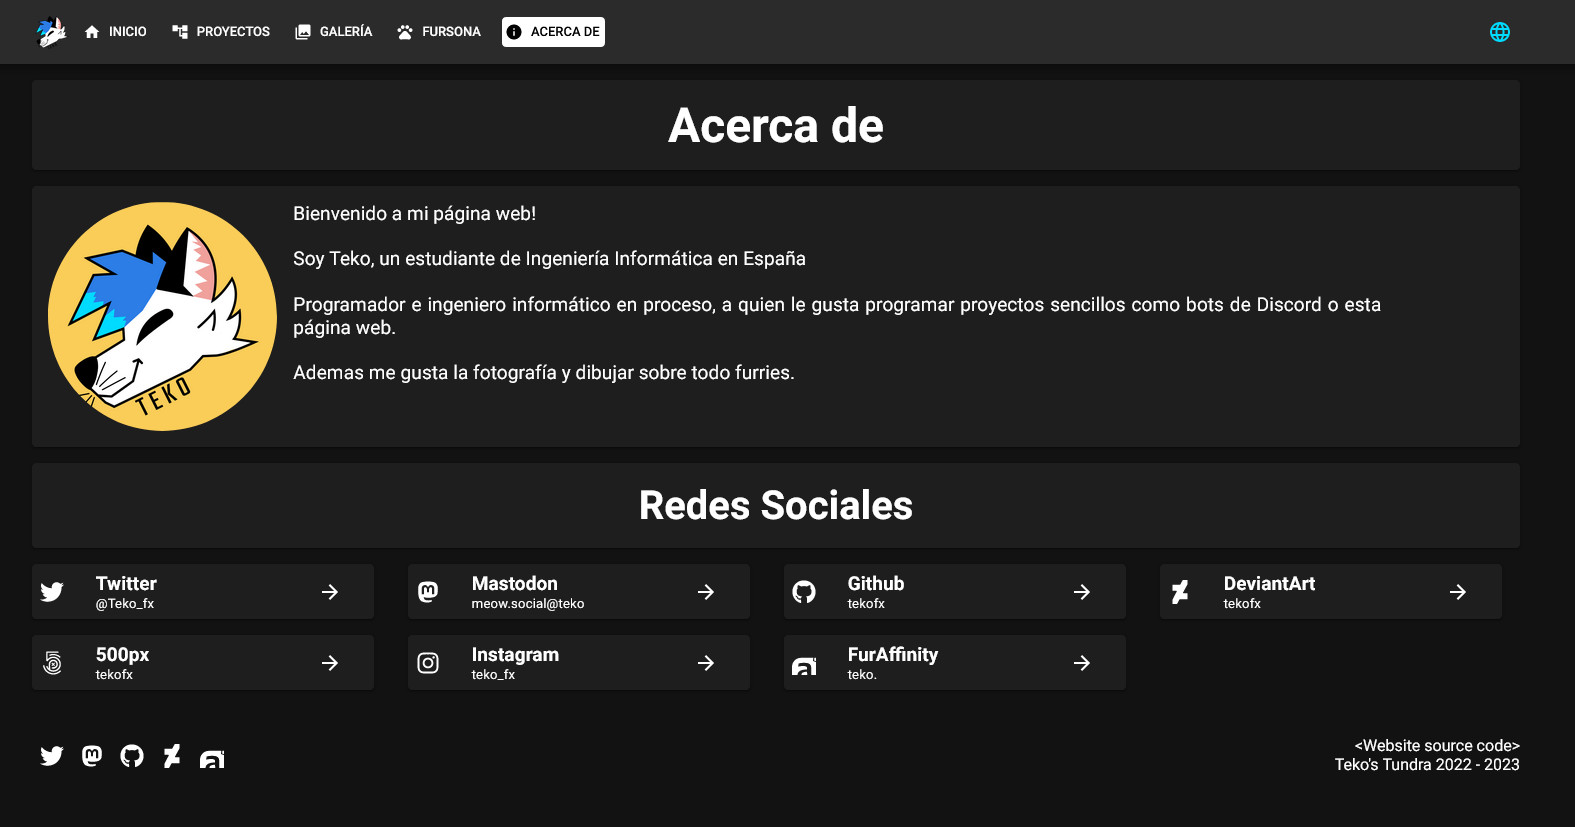 INICIO PROYECTOS GALERÍA FURSONA ACERCA DE
Acerca de
Bienvenido a mi página web!
Soy Teko, un estudiante de Ingeniería Informática en España
Programador e ingeniero informático en proceso, a quien le gusta programar proyectos sencillos como bots de Discord o esta
página web.
Ademas me gusta la fotografía y dibujar sobre todo furries.
TEKO
Redes Sociales
Twitter
@Teko_fx
Mastodon
meow.social@teko
Github
tekofx
DeviantArt
tekofx
500px
tekofx
Instagram
teko_fx
FurAffinity
teko.
<Website source code>
Teko's Tundra 2022 - 2023